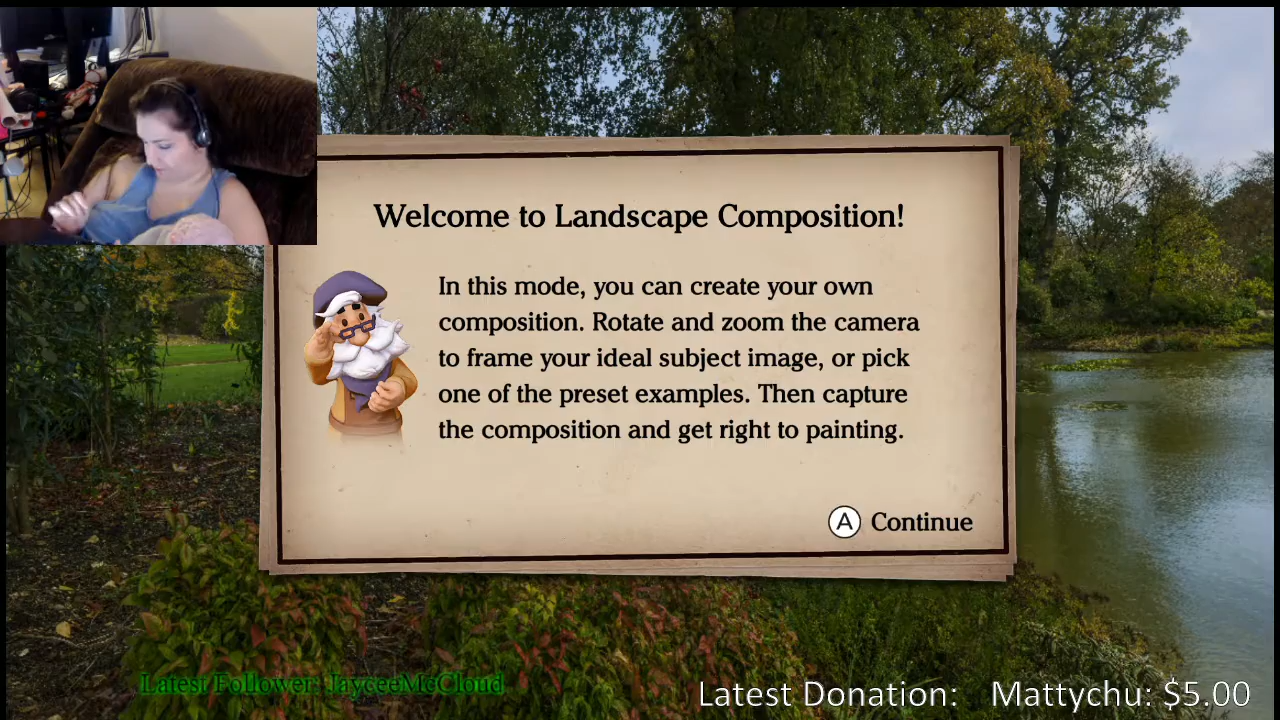 Welcome to Landscape Composition!
In this mode, you can create your own
composition. Rotate and zoom the camera
to frame your ideal subject image, or pick
one of the preset examples. Then capture
the composition and get right to painting.
A Continue
Latest Follower: JayceeMcCloud
Latest Donation: Mattychu: $5.00